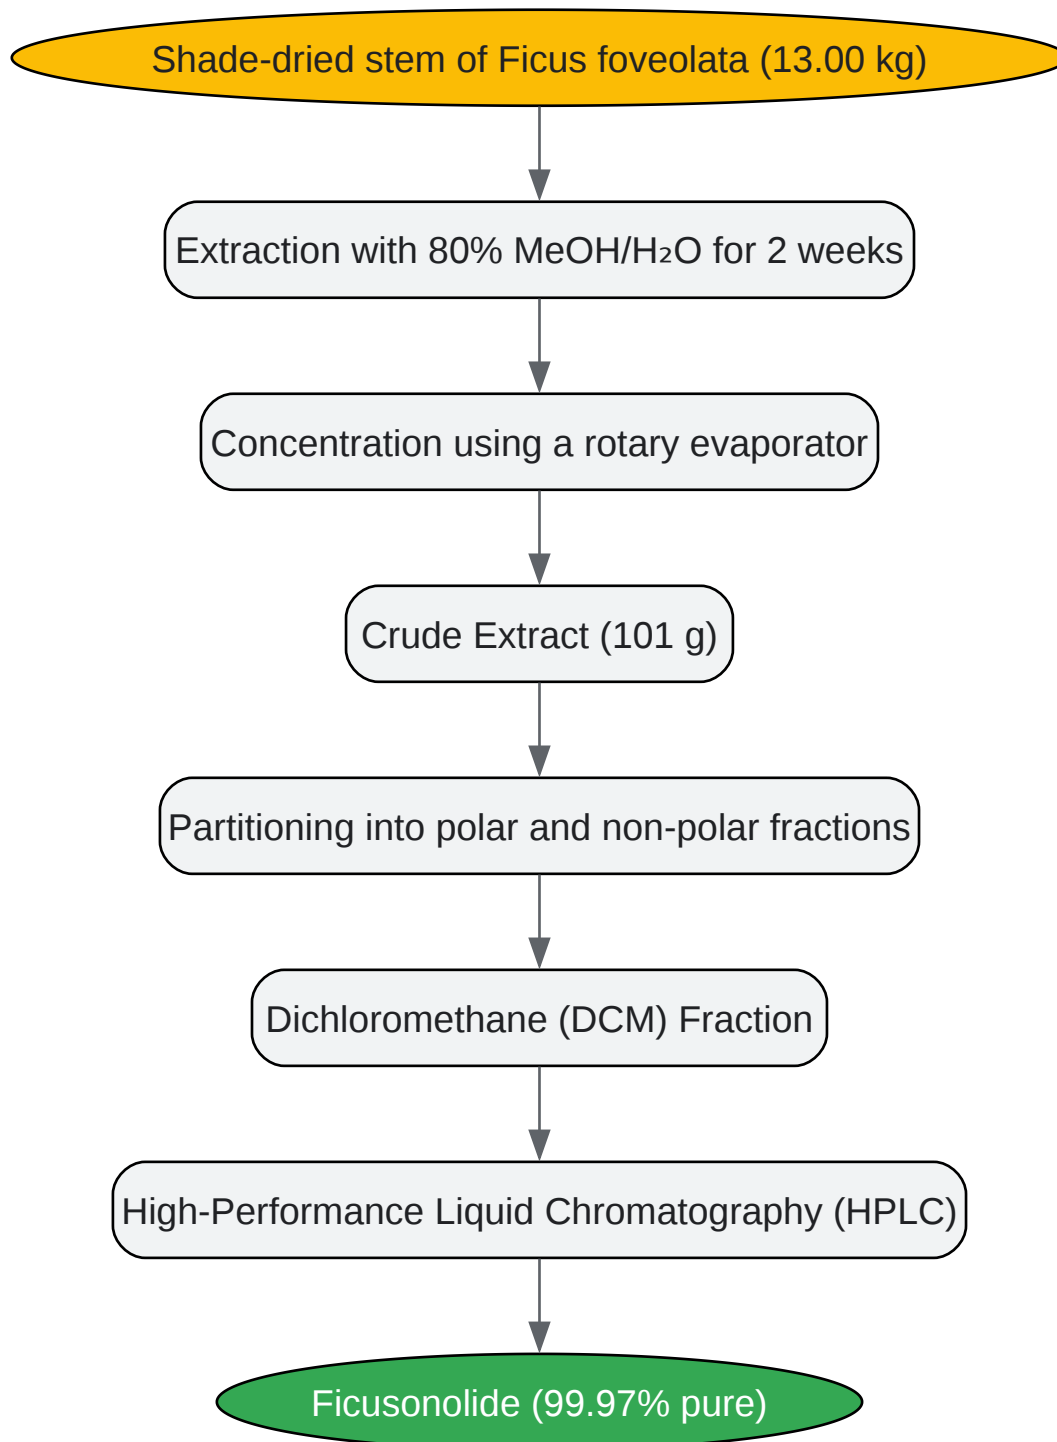 Shade-dried stem of Ficus foveolata (13.00 kg)
Extraction with 80% MeOH/H₂O for 2 weeks
Concentration using a rotary evaporator
Crude Extract (101 g)
Partitioning into polar and non-polar fractions
Dichloromethane (DCM) Fraction
High-Performance Liquid Chromatography (HPLC)
Ficusonolide (99.97% pure)